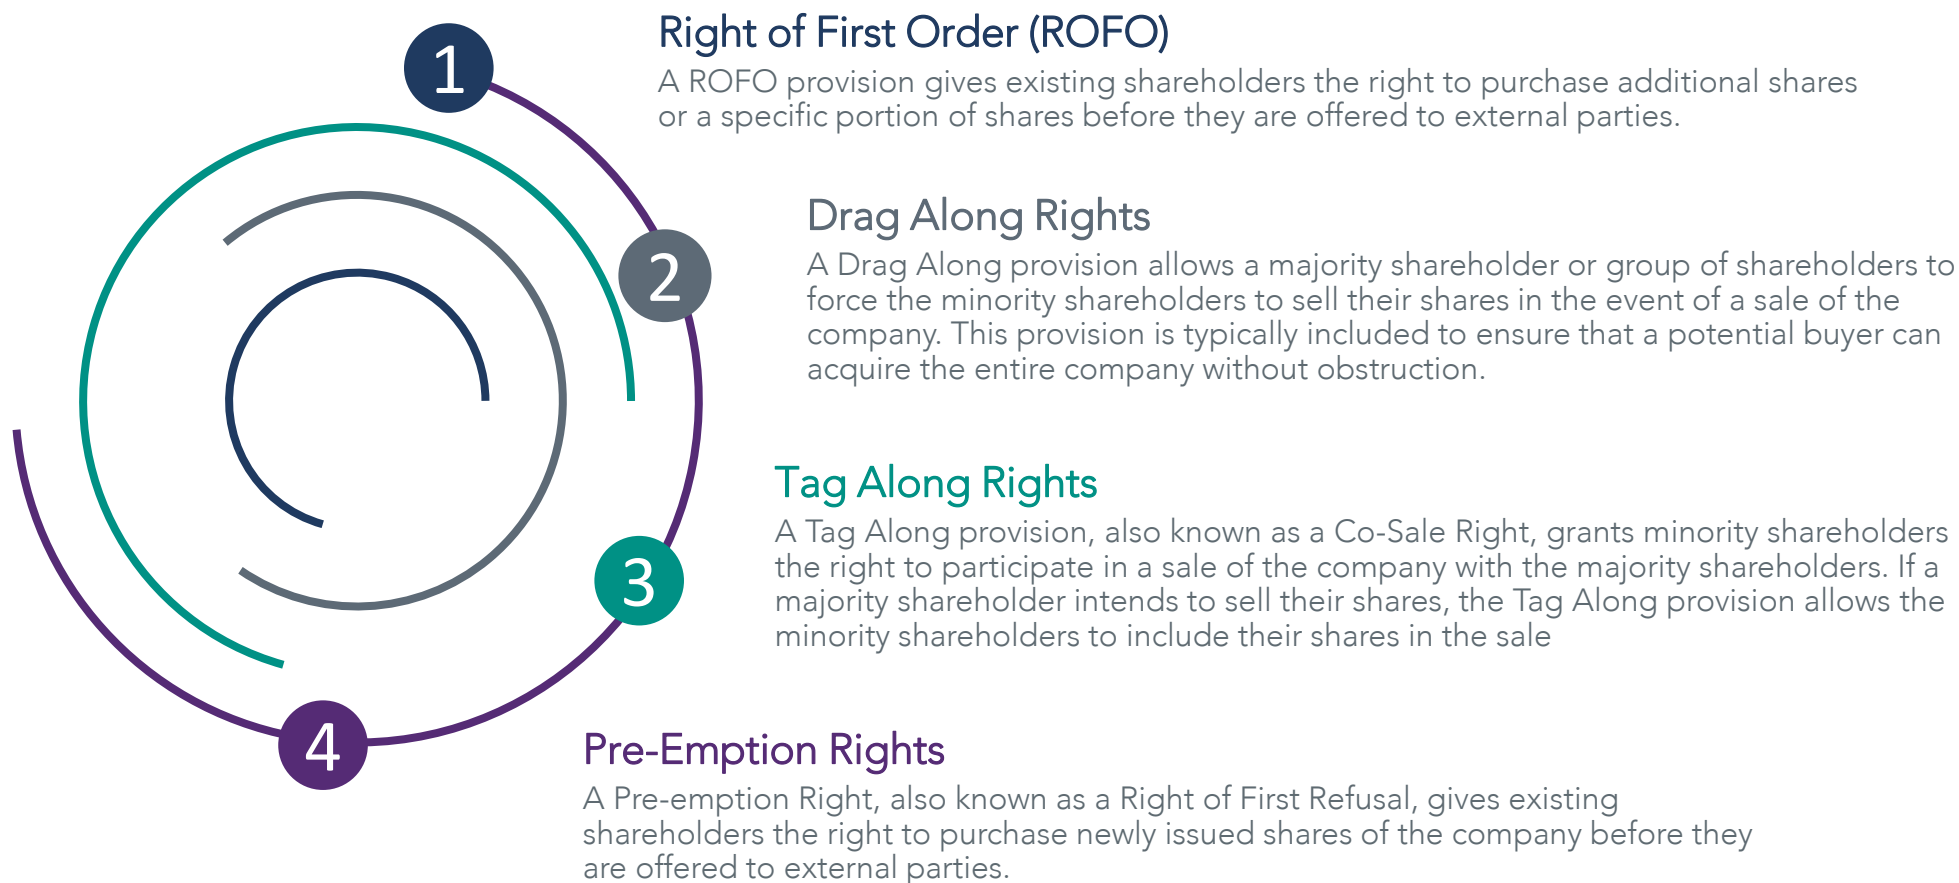 1
Right of First Order (ROFO)
A ROFO provision gives existing shareholders the right to purchase additional shares
or a specific portion of shares before they are offered to external parties.
2
Drag Along Rights
A Drag Along provision allows a majority shareholder or group of shareholders to
force the minority shareholders to sell their shares in the event of a sale of the
company. This provision is typically included to ensure that a potential buyer can
acquire the entire company without obstruction.
3
Tag Along Rights
A Tag Along provision, also known as a Co-Sale Right, grants minority shareholders
the right to participate in a sale of the company with the majority shareholders. If a
majority shareholder intends to sell their shares, the Tag Along provision allows the
minority shareholders to include their shares in the sale
4
Pre-Emption Rights
A Pre-emption Right, also known as a Right of First Refusal, gives existing
shareholders the right to purchase newly issued shares of the company before they
are offered to external parties.